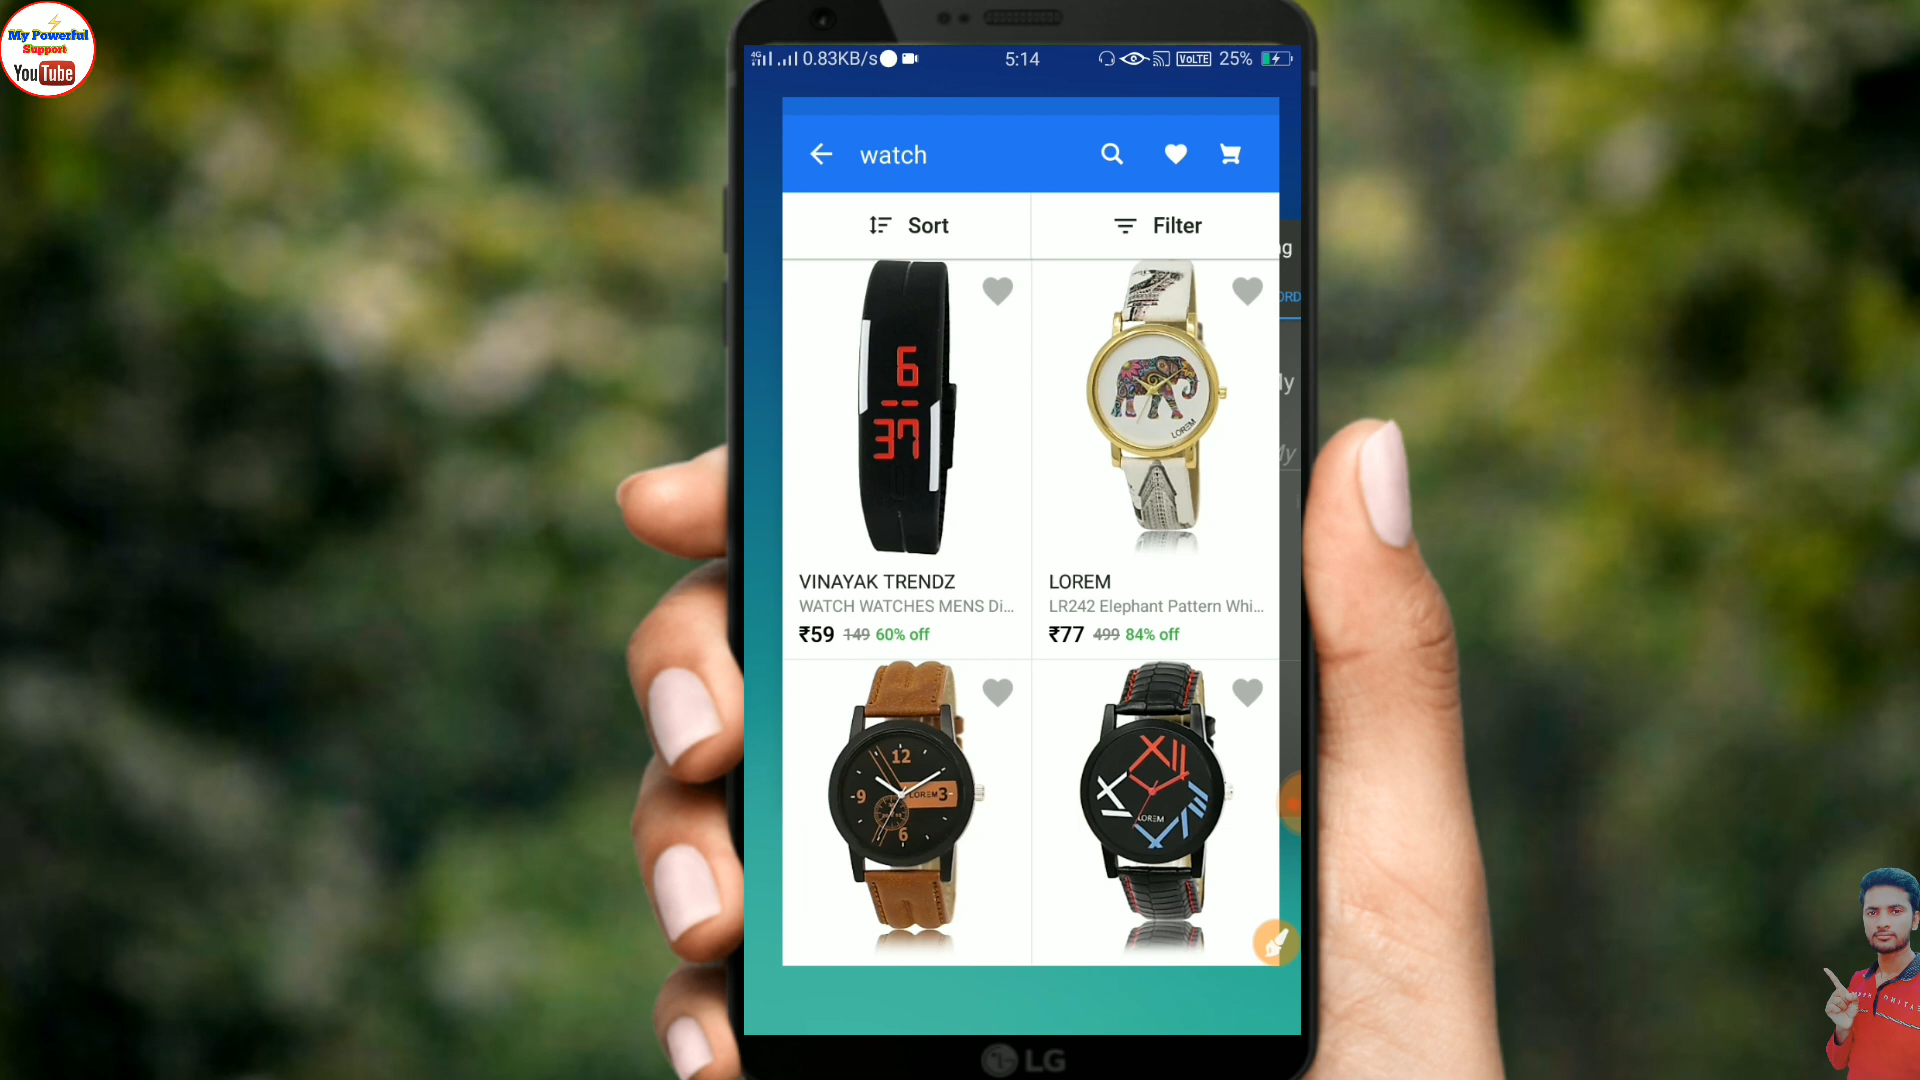 My Powerful
Support
YouTube
4G 0.83KB/s 5:14 VoLTE 25%
watch
Sort Filter
6
37
LOREM
VINAYAK TRENDZ
WATCH WATCHES MENS Di...
₹59 149 60% off
LOREM
LR242 Elephant Pattern Whi...
₹77 499 84% off
12
9 LOREM 3
6
LOREM
LG